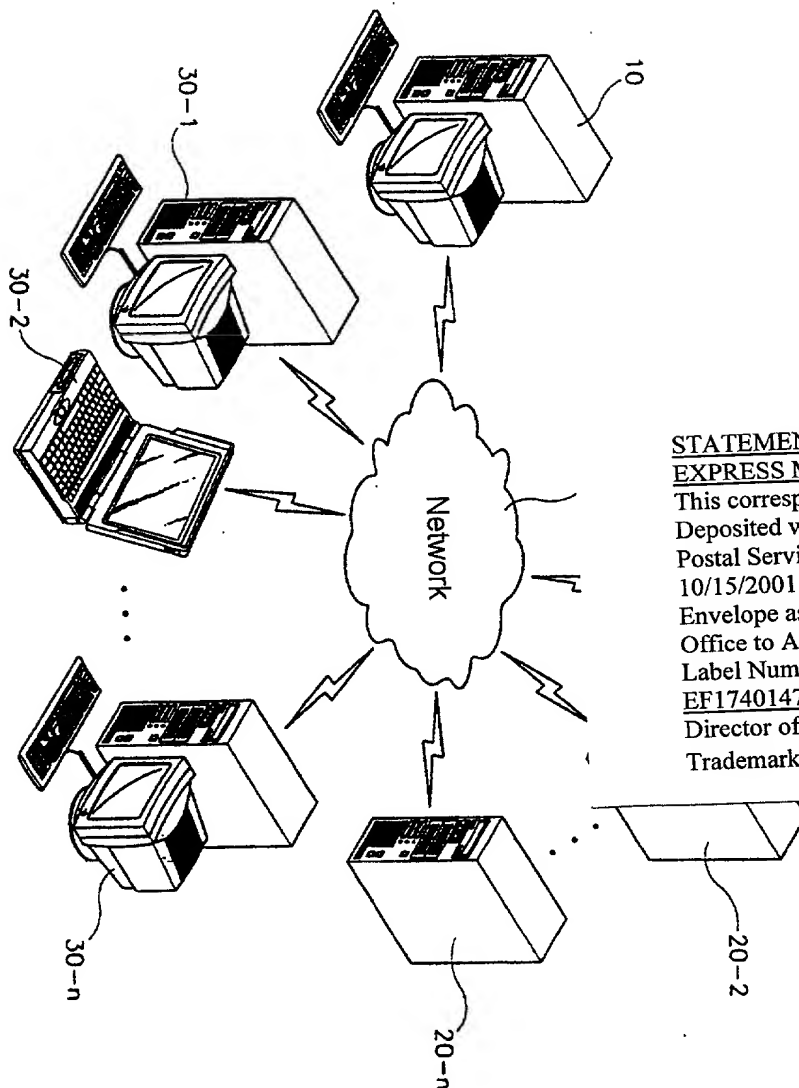 10
30-1
30-2
Network
30-n
20-n
20-2
STATEMEN
EXPRESS M
This corresp
Deposited v
Postal Servi
10/15/2001
Envelope as
Office to A
Label Num
EF1740147
Director of
Trademark